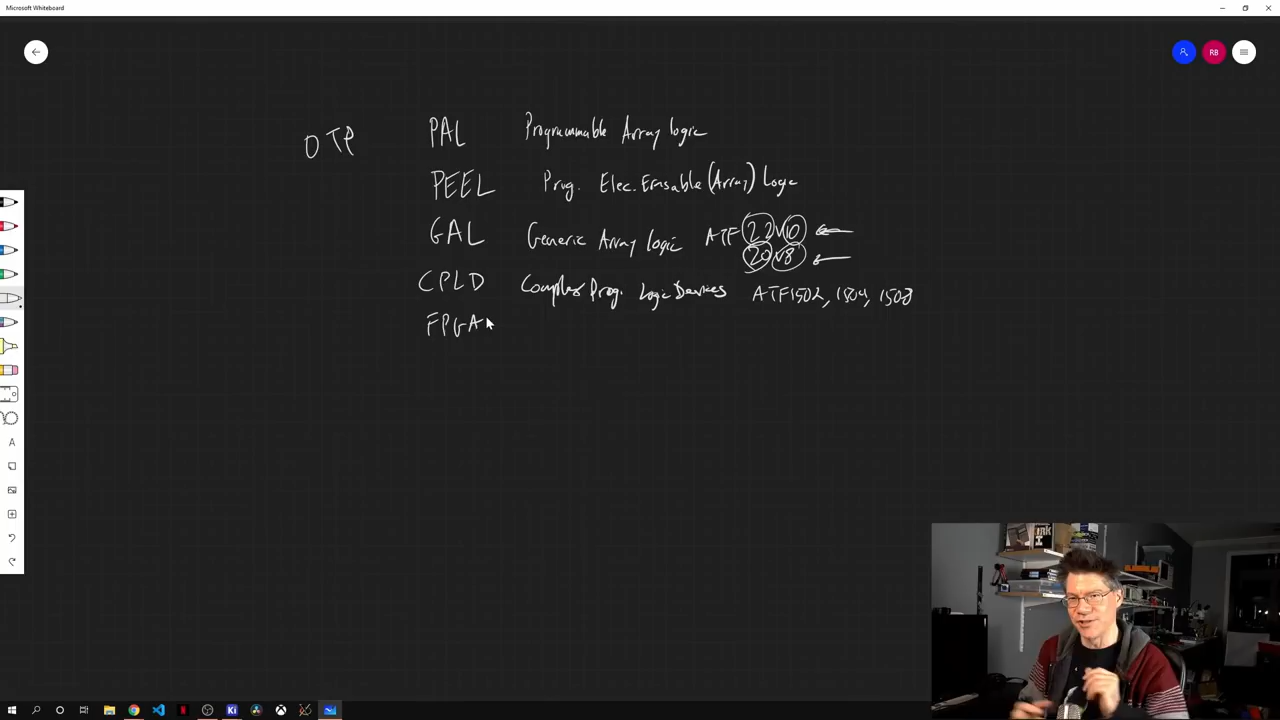 Microsoft Whiteboard
RB
OTP PAL Programmable Array Logic
PEEL Prog. Elec. Erasable (Array) Logic
GAL Generic Array Logic ATF 22V10
20V8
CPLD Complex Prog. Logic Devices ATF1502, 1504, 1508
FPGA
A